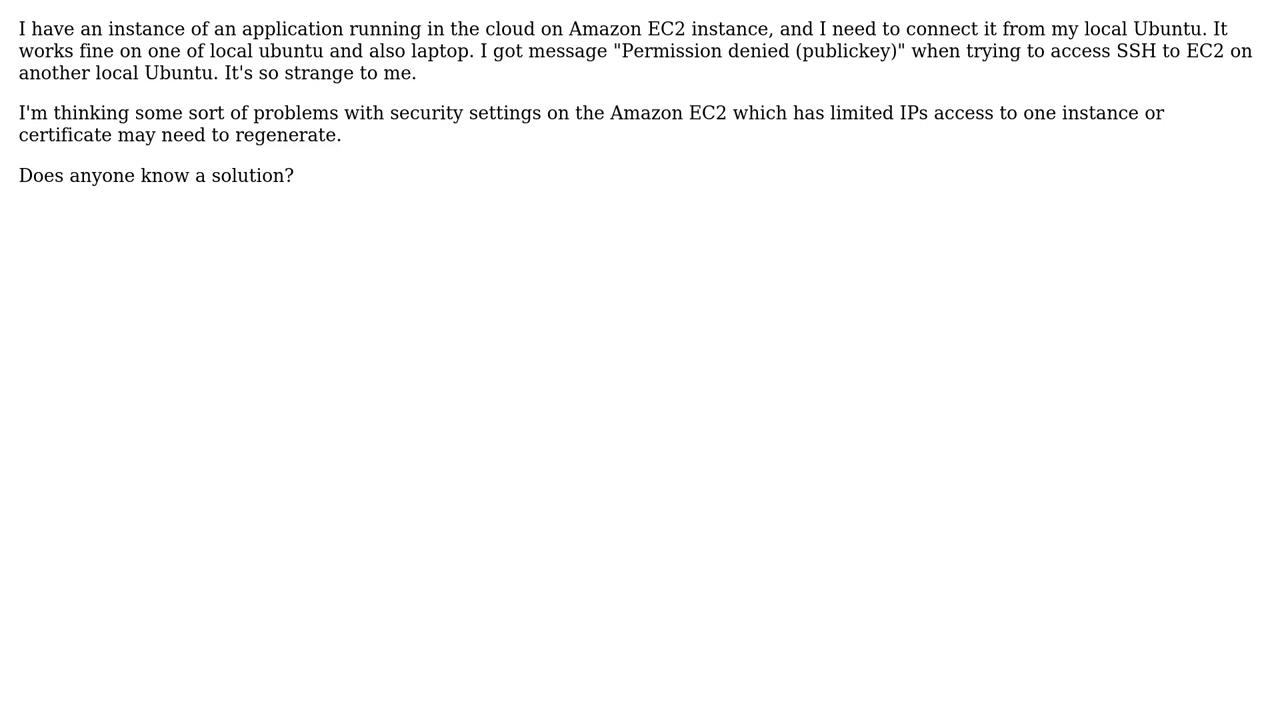 I have an instance of an application running in the cloud on Amazon EC2 instance, and I need to connect it from my local Ubuntu. It
works fine on one of local ubuntu and also laptop. I got message "Permission denied (publickey)" when trying to access SSH to EC2 on
another local Ubuntu. It's so strange to me.
I'm thinking some sort of problems with security settings on the Amazon EC2 which has limited IPs access to one instance or
certificate may need to regenerate.
Does anyone know a solution?